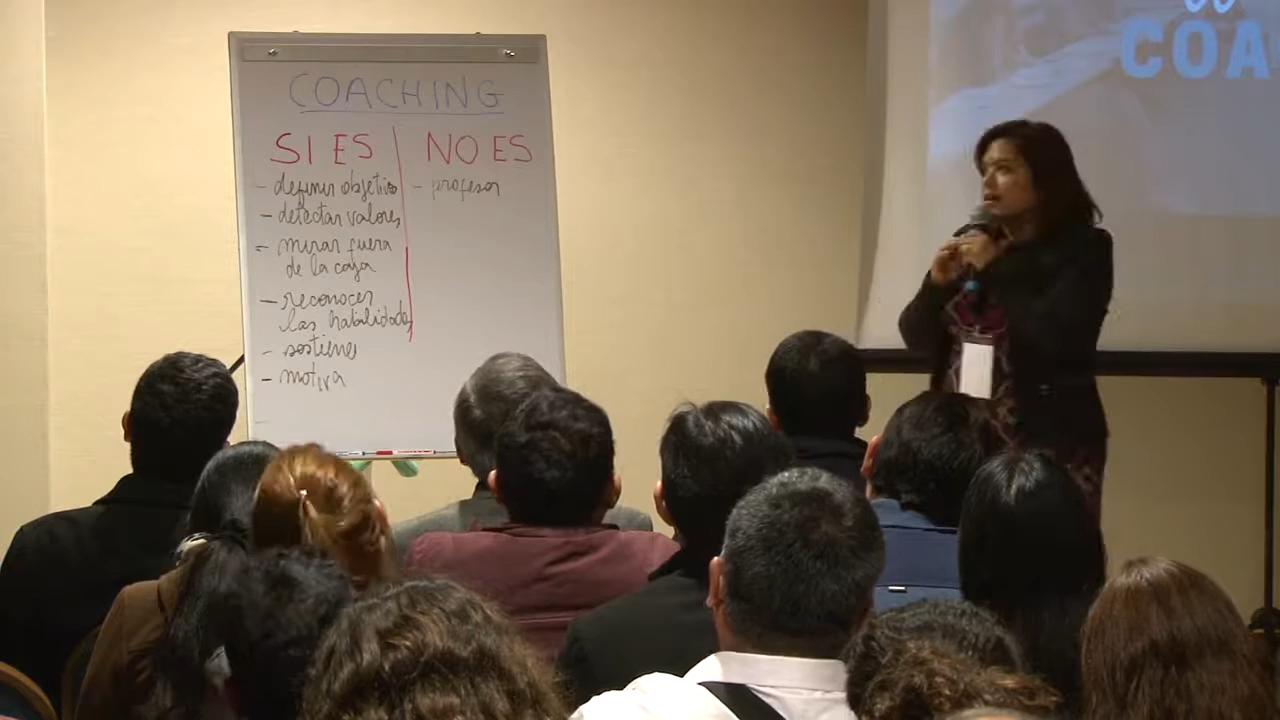 COACHING
SI ES
NO ES
- definir objetivo
- detectar valores
- mirar fuera
de la caja
- reconocer
las habilidades
- sostiene
- motiva
- profesor
COA